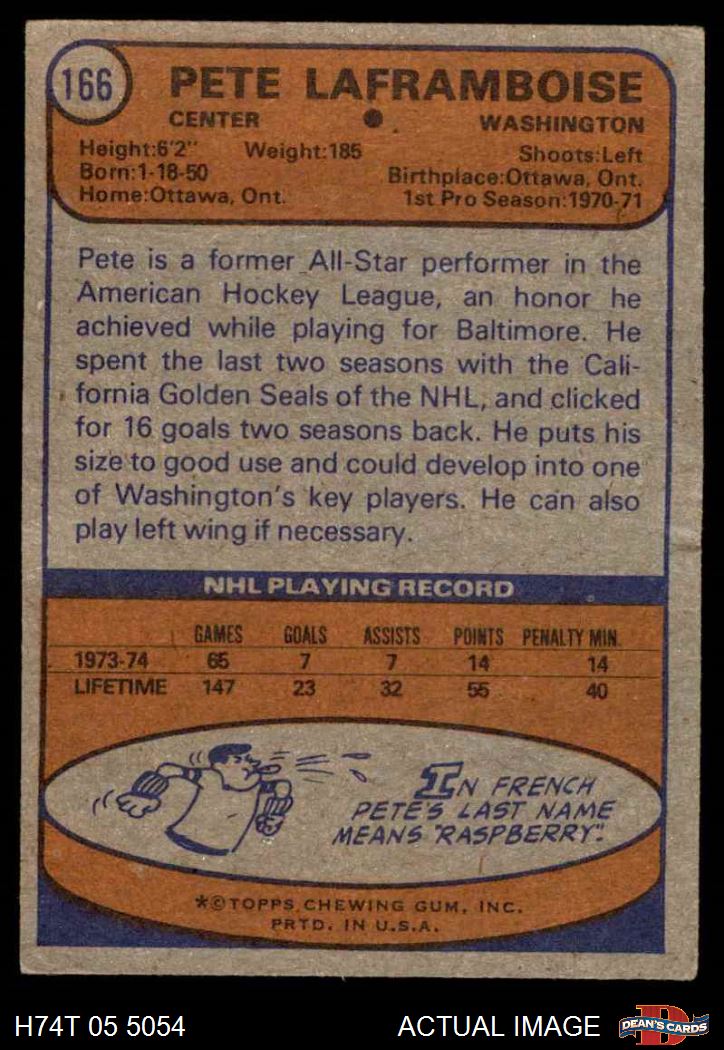 166
PETE LAFRAMBOISE
CENTER WASHINGTON
Height:6'2" Weight:185 Shoots:Left
Born:1-18-50 Birthplace:Ottawa, Ont.
Home:Ottawa, Ont. 1st Pro Season:1970-71
Pete is a former All-Star performer in the
American Hockey League, an honor he
achieved while playing for Baltimore. He
spent the last two seasons with the Cali-
fornia Golden Seals of the NHL, and clicked
for 16 goals two seasons back. He puts his
size to good use and could develop into one
of Washington's key players. He can also
play left wing if necessary.
NHL PLAYING RECORD
GAMES GOALS ASSISTS POINTS PENALTY MIN.
1973-74 65 7 7 14 14
LIFETIME 147 23 32 55 40
IN FRENCH
PETE'S LAST NAME
MEANS "RASPBERRY".
*©TOPPS CHEWING GUM, INC.
PRTD. IN U.S.A.
H74T 05 5054 ACTUAL IMAGE D DEAN'S CARDS